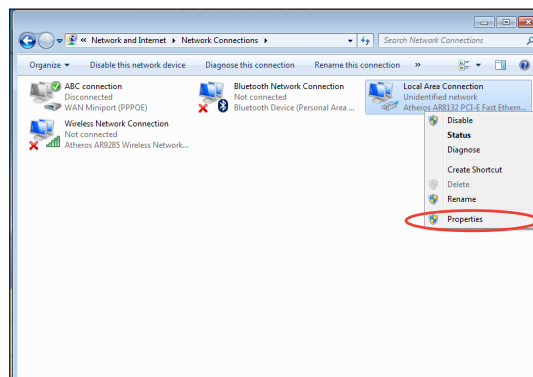 « Network and Internet ▸ Network Connections ▸
Search Network Connections
Organize ▾ Disable this network device Diagnose this connection Rename this connection »
ABC connection
Disconnected
WAN Miniport (PPPOE)
Bluetooth Network Connection
Not connected
Bluetooth Device (Personal Area ...
Local Area Connection
Unidentified network
Atheros AR8132 PCI-E Fast Ethern...
Wireless Network Connection
Not connected
Atheros AR9285 Wireless Network...
Disable
Status
Diagnose
Create Shortcut
Delete
Rename
Properties